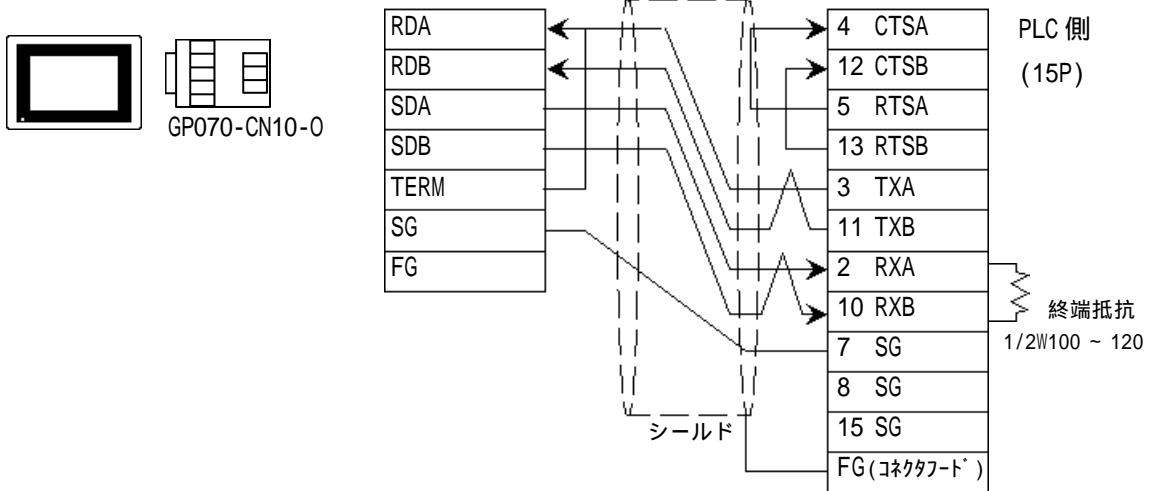 GP070-CN10-O
RDA
RDB
SDA
SDB
TERM
SG
FG
シールド
4 CTSA
12 CTSB
5 RTSA
13 RTSB
3 TXA
11 TXB
2 RXA
10 RXB
7 SG
8 SG
15 SG
FG(ｺﾈｸﾀﾌｰﾄﾞ)
PLC 側
(15P)
終端抵抗
1/2W100 ~ 120